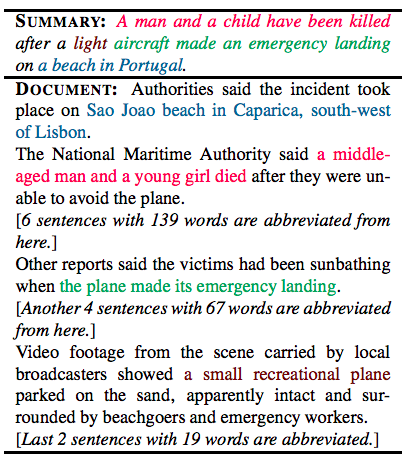 SUMMARY: A man and a child have been killed
after a light aircraft made an emergency landing
on a beach in Portugal.
DOCUMENT: Authorities said the incident took
place on Sao Joao beach in Caparica, south-west
of Lisbon.
The National Maritime Authority said a middle-
aged man and a young girl died after they were un-
able to avoid the plane.
[6 sentences with 139 words are abbreviated from
here.]
Other reports said the victims had been sunbathing
when the plane made its emergency landing.
[Another 4 sentences with 67 words are abbreviated
from here.]
Video footage from the scene carried by local
broadcasters showed a small recreational plane
parked on the sand, apparently intact and sur-
rounded by beachgoers and emergency workers.
[Last 2 sentences with 19 words are abbreviated.]